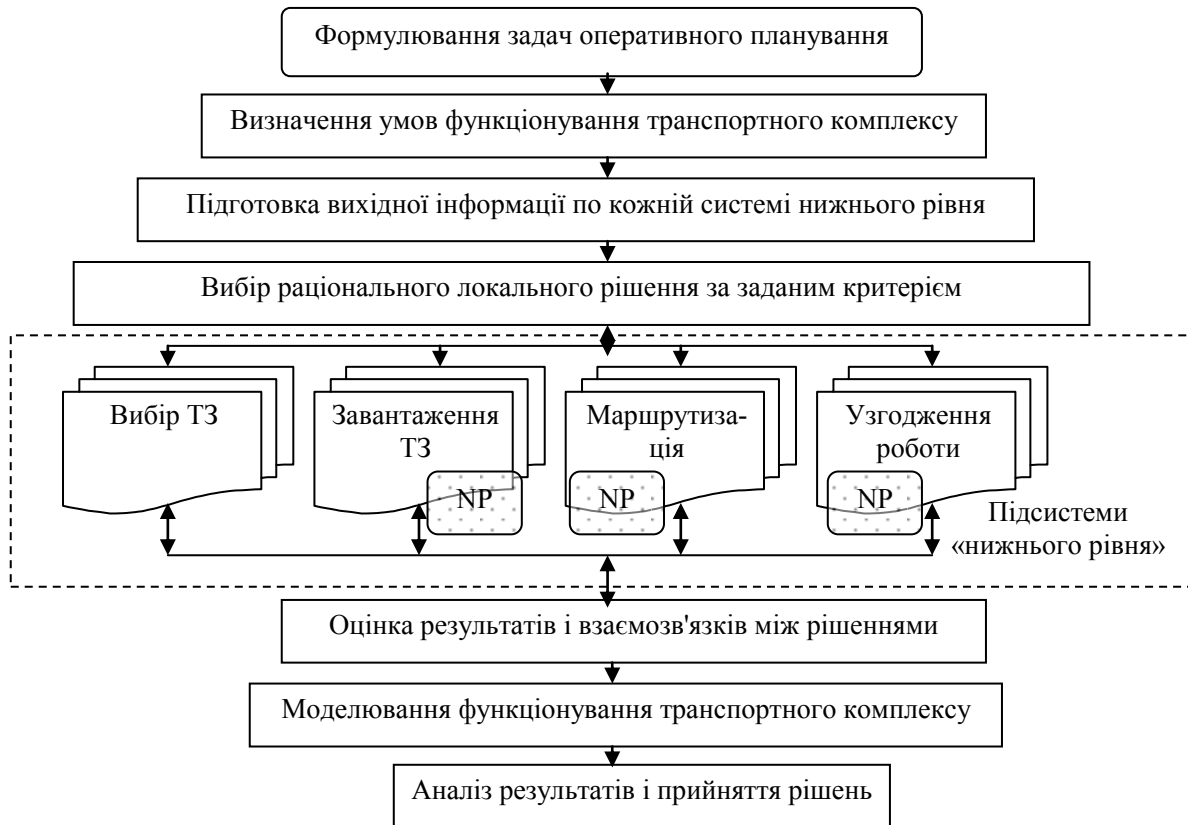 Формулювання задач оперативного планування
Визначення умов функціонування транспортного комплексу
Підготовка вихідної інформації по кожній системі нижнього рівня
Вибір раціонального локального рішення за заданим критерієм
Вибір ТЗ
Завантаження
ТЗ
NP
Маршрутиза-
ція
NP
Узгодження
роботи
NP
Підсистеми
«нижнього рівня»
Оцінка результатів і взаємозв'язків між рішеннями
Моделювання функціонування транспортного комплексу
Аналіз результатів і прийняття рішень